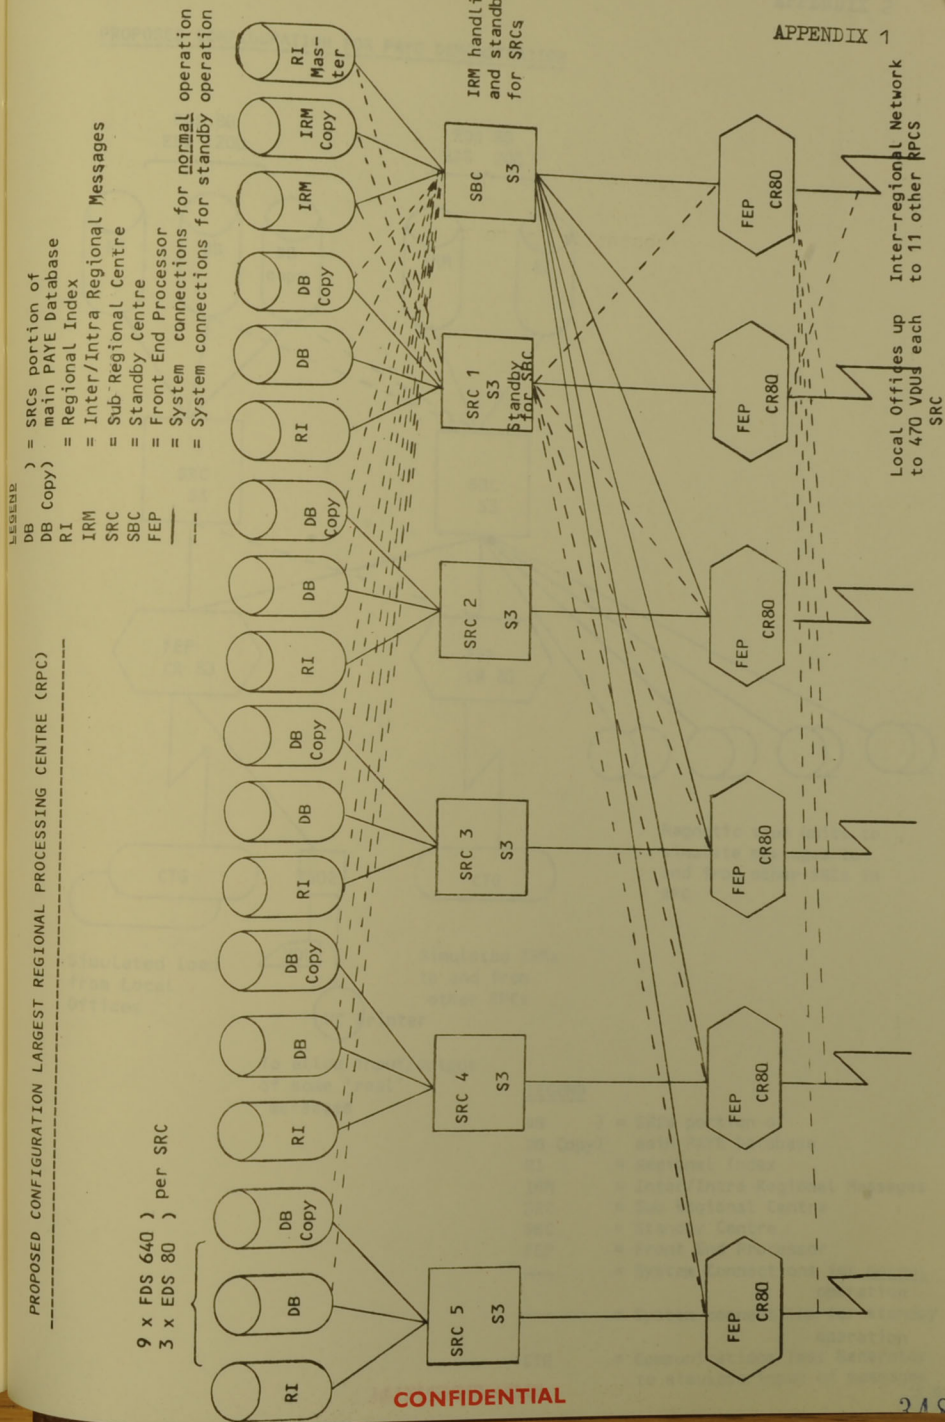 APPENDIX 1
PROPOSED CONFIGURATION LARGEST REGIONAL PROCESSING CENTRE (RPC)
LEGEND
DB ) = SRCs portion of
DB Copy) main PAYE Database
RI = Regional Index
IRM = Inter/Intra Regional Messages
SRC = Sub Regional Centre
SBC = Standby Centre
FEP = Front End Processor
= System connections for normal operation
--- = System connections for standby operation
9 x FDS 640 ) per SRC
3 x EDS 80 )
RI
DB
DB
Copy
RI
DB
DB
Copy
RI
DB
DB
Copy
RI
DB
DB
Copy
RI
DB
DB
Copy
IRM
IRM
Copy
RI
Mas-
ter
SRC 5
S3
SRC 4
S3
SRC 3
S3
SRC 2
S3
SRC 1
S3
Standby
for SBC
SBC
S3
IRM
and
for SRCs
FEP
CR80
FEP
CR80
FEP
CR80
FEP
CR80
FEP
CR80
FEP
CR80
Local Offices up
to 470 VDUs each
SRC
Inter-regional Network
to 11 other RPCS
CONFIDENTIAL